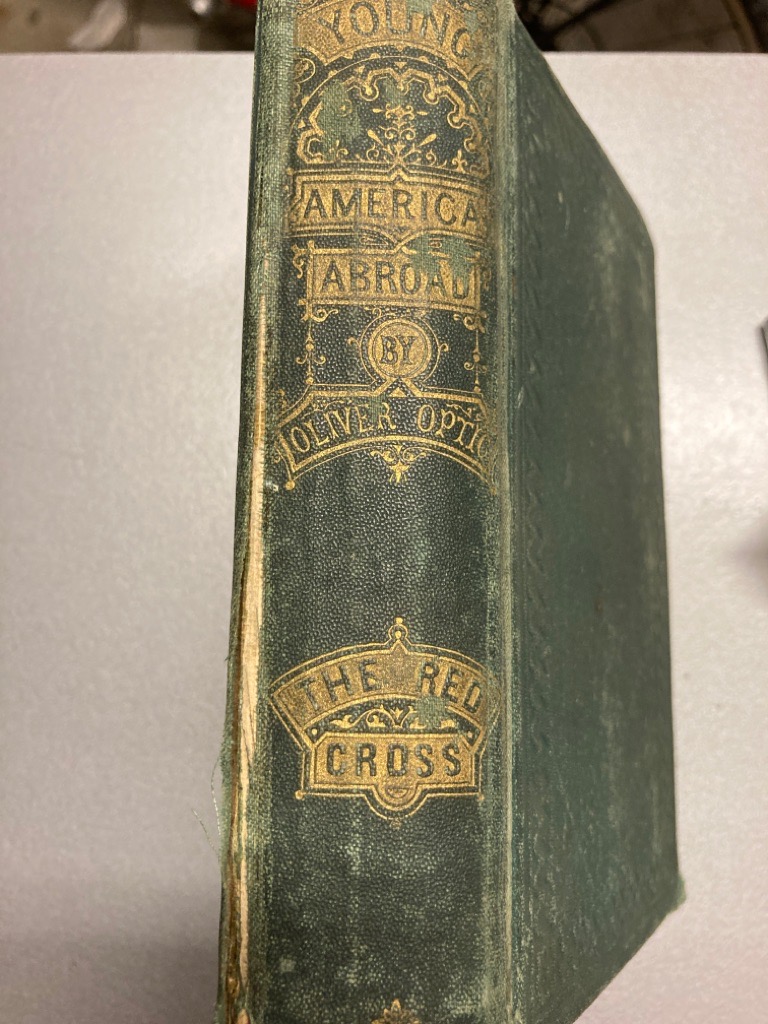 YOUNG
AMERICA
ABROAD
BY
OLIVER OPTIC
THE RED
CROSS